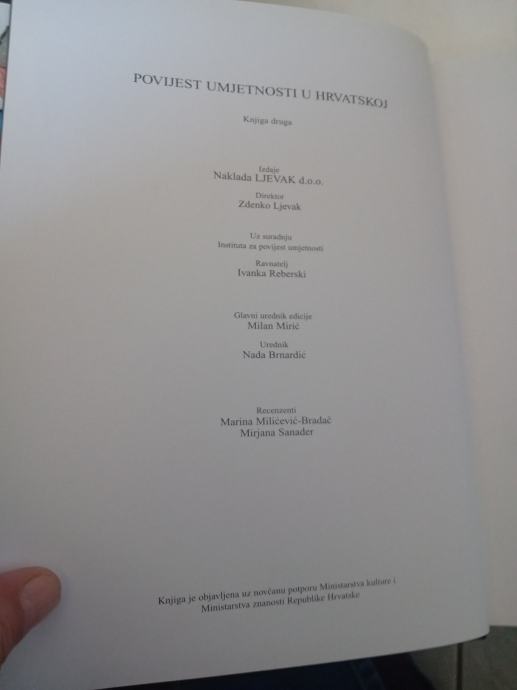 POVIJEST UMJETNOSTI U HRVATSKOJ
Knjiga druga
Izdaje
Naklada LJEVAK d.o.o.
Direktor
Zdenko Ljevak
Uz suradnju
Instituta za povijest umjetnosti
Ravnatelj
Ivanka Reberski
Glavni urednik edicije
Milan Mirić
Urednik
Nada Brnardić
Recenzenti
Marina Milićević-Bradač
Mirjana Sanader
Knjiga je objavljena uz novčanu potporu Ministarstva kulture i
Ministarstva znanosti Republike Hrvatske